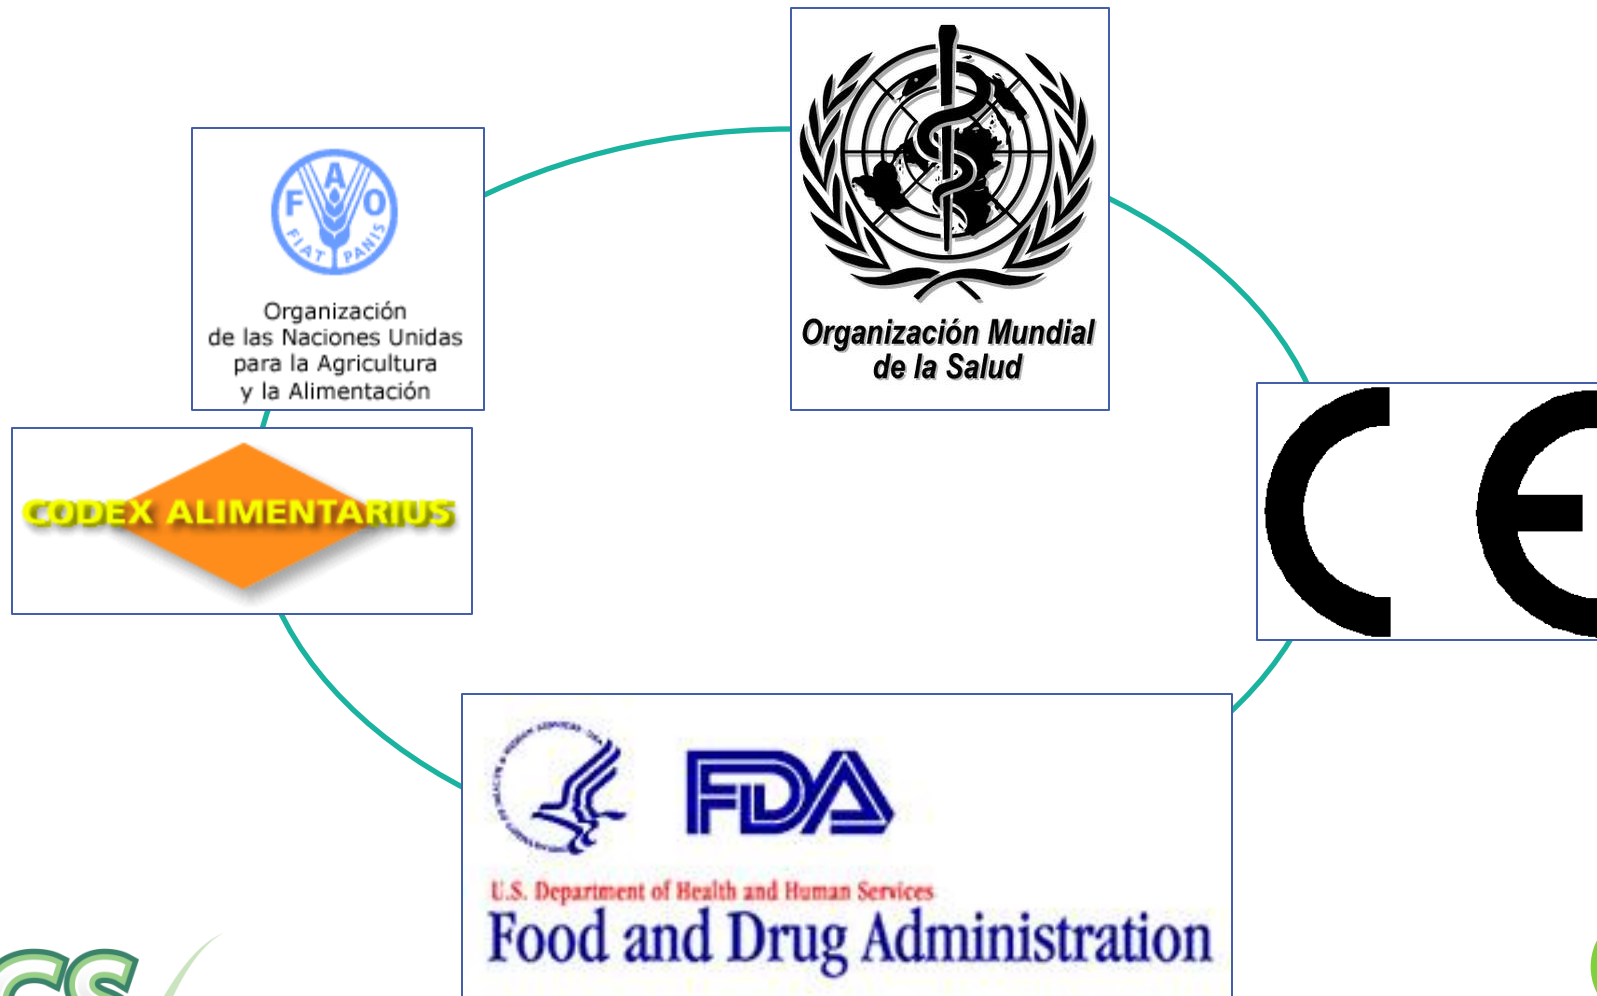 F A O
FIAT PANIS
Organización
de las Naciones Unidas
para la Agricultura
y la Alimentación
Organización Mundial
de la Salud
CODEX ALIMENTARIUS
CE
FDA
U.S. Department of Health and Human Services
Food and Drug Administration
CS